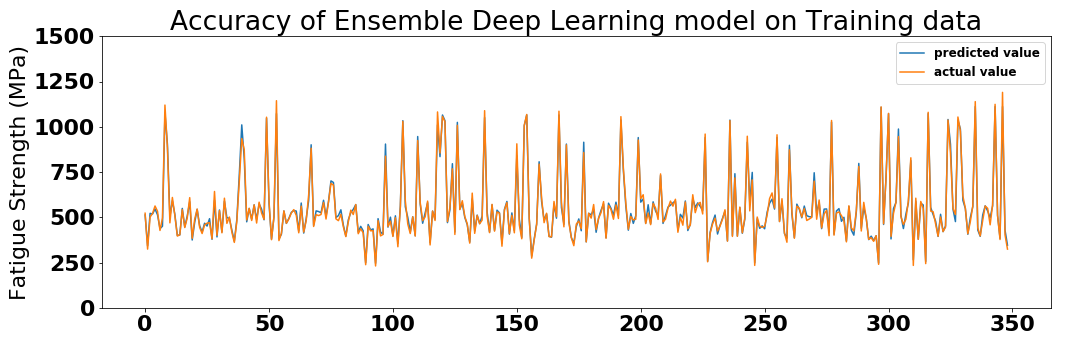 Accuracy of Ensemble Deep Learning model on Training data
Fatigue Strength (MPa)
1500
1250
1000
750
500
250
0
predicted value
actual value
0 50 100 150 200 250 300 350